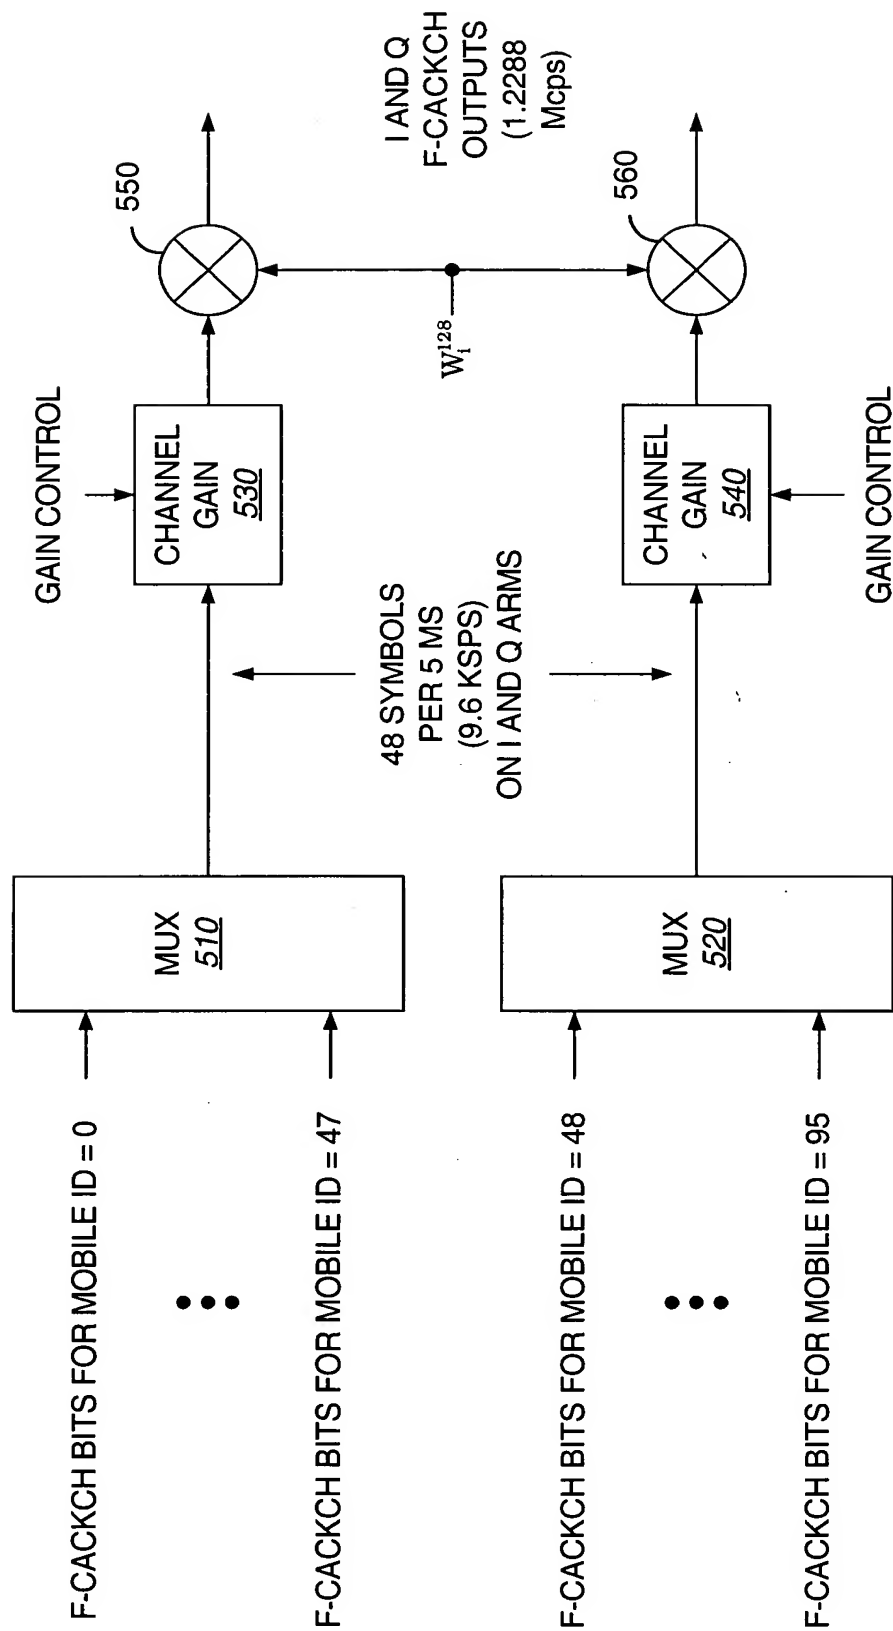 F-CACKCH BITS FOR MOBILE ID = 0
F-CACKCH BITS FOR MOBILE ID = 47
MUX
510
GAIN CONTROL
CHANNEL
GAIN
530
550
48 SYMBOLS
PER 5 MS
(9.6 KSPS)
ON I AND Q ARMS
W_i^128
I AND Q
F-CACKCH
OUTPUTS
(1.2288
Mcps)
F-CACKCH BITS FOR MOBILE ID = 48
F-CACKCH BITS FOR MOBILE ID = 95
MUX
520
CHANNEL
GAIN
540
560
GAIN CONTROL